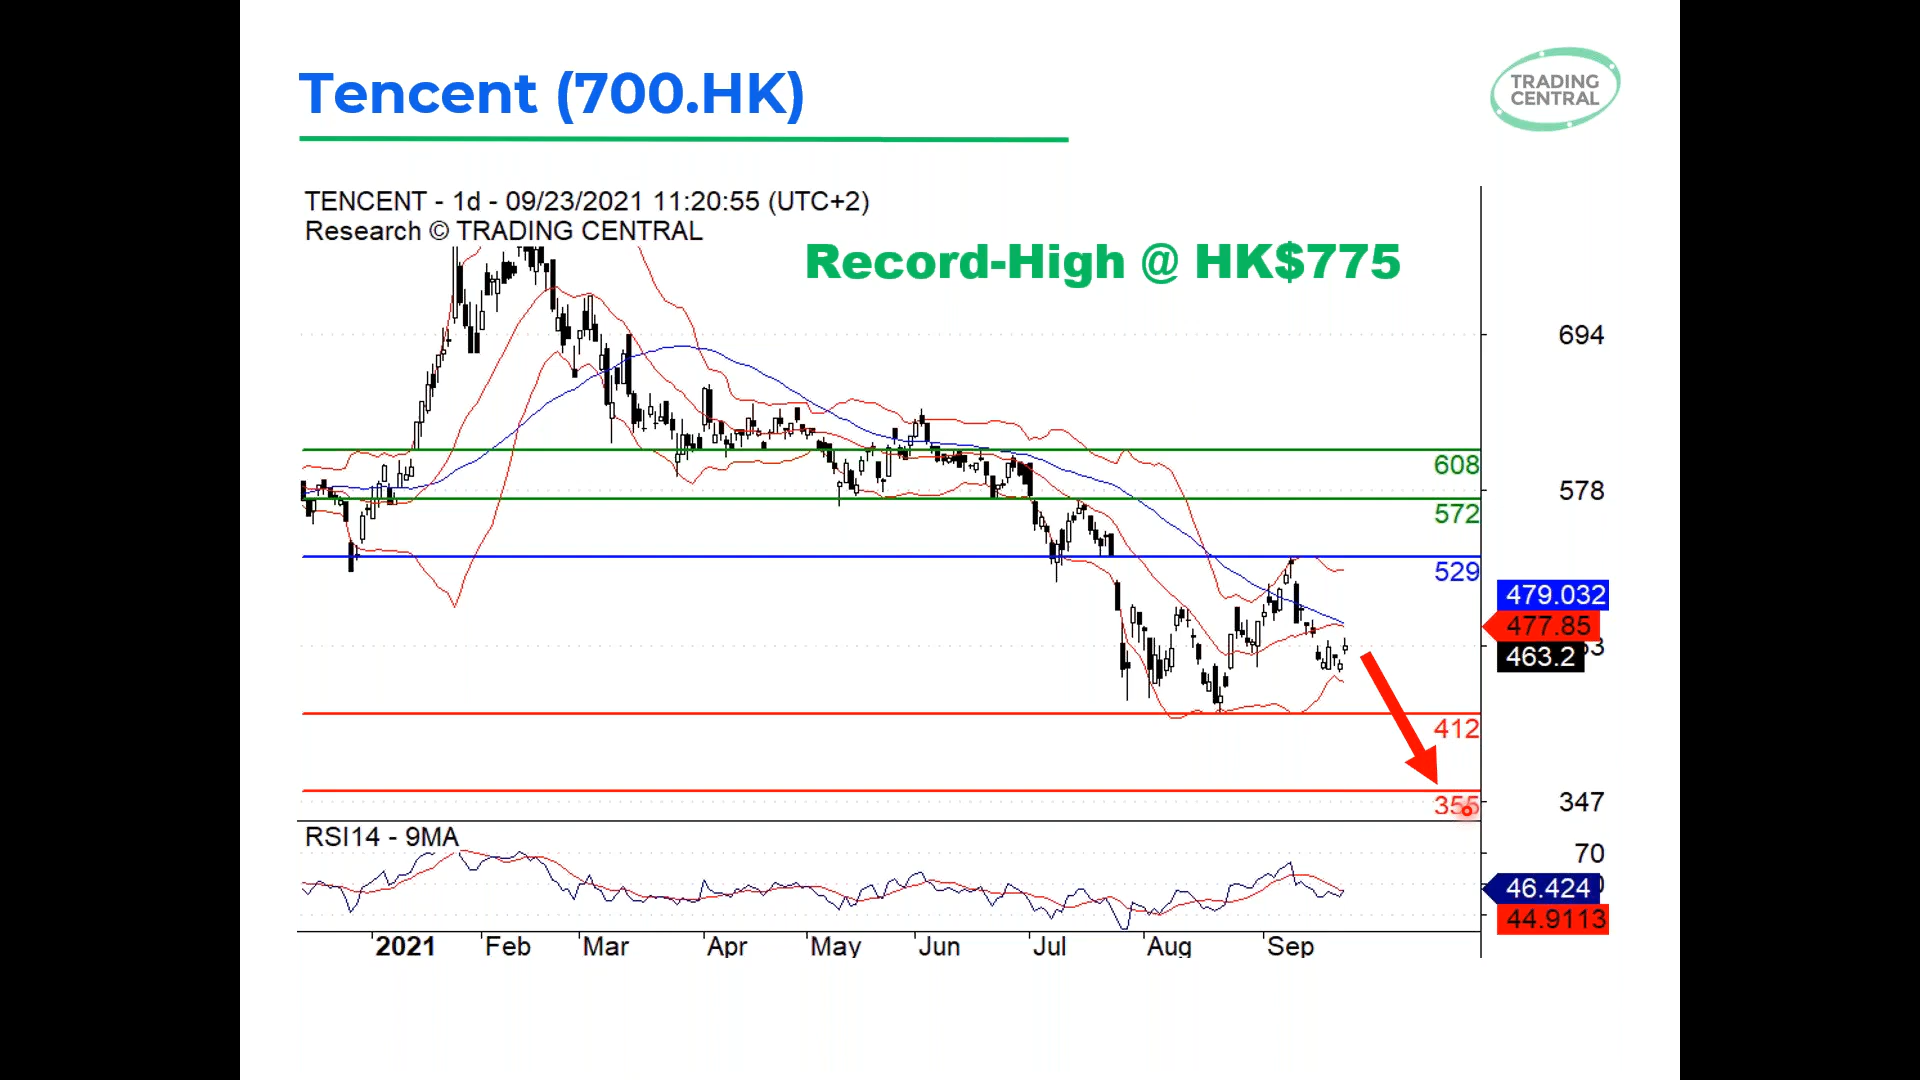 Tencent (700.HK)
TRADING
CENTRAL
TENCENT - 1d - 09/23/2021 11:20:55 (UTC+2)
Research © TRADING CENTRAL
Record-High @ HK$775
694
608
578
572
529
479.032
477.85
463.2
412
355
347
RSI14 - 9MA
70
46.424
44.9113
2021 Feb Mar Apr May Jun Jul Aug Sep